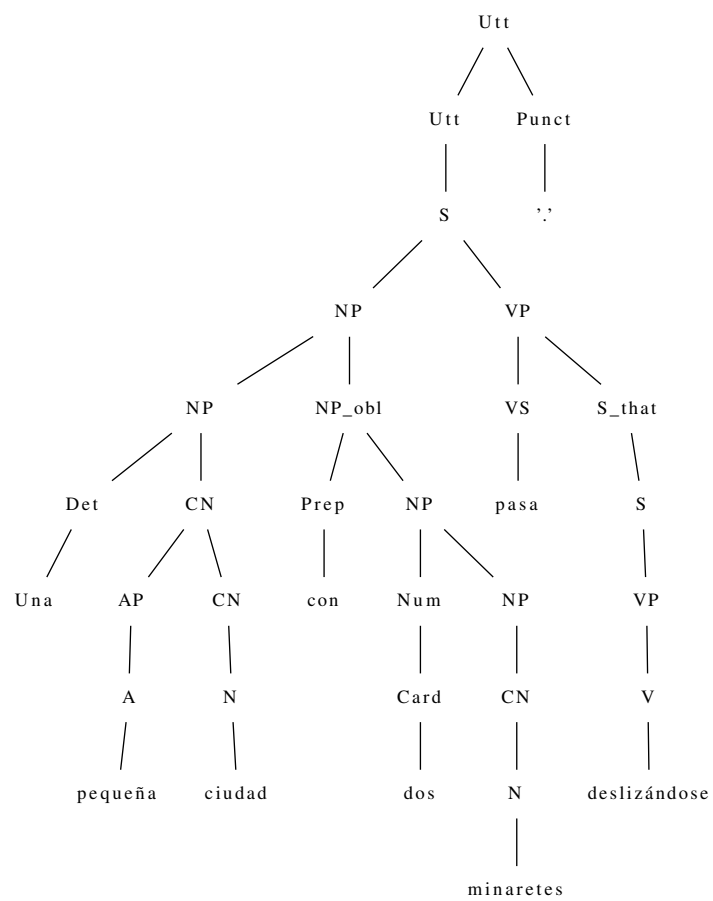 Utt
Utt Punct
S '.'
NP VP
NP NP_obl VS S_that
Det CN Prep NP pasa S
Una AP CN con Num NP VP
A N Card CN V
pequeña ciudad dos N deslizándose
minaretes